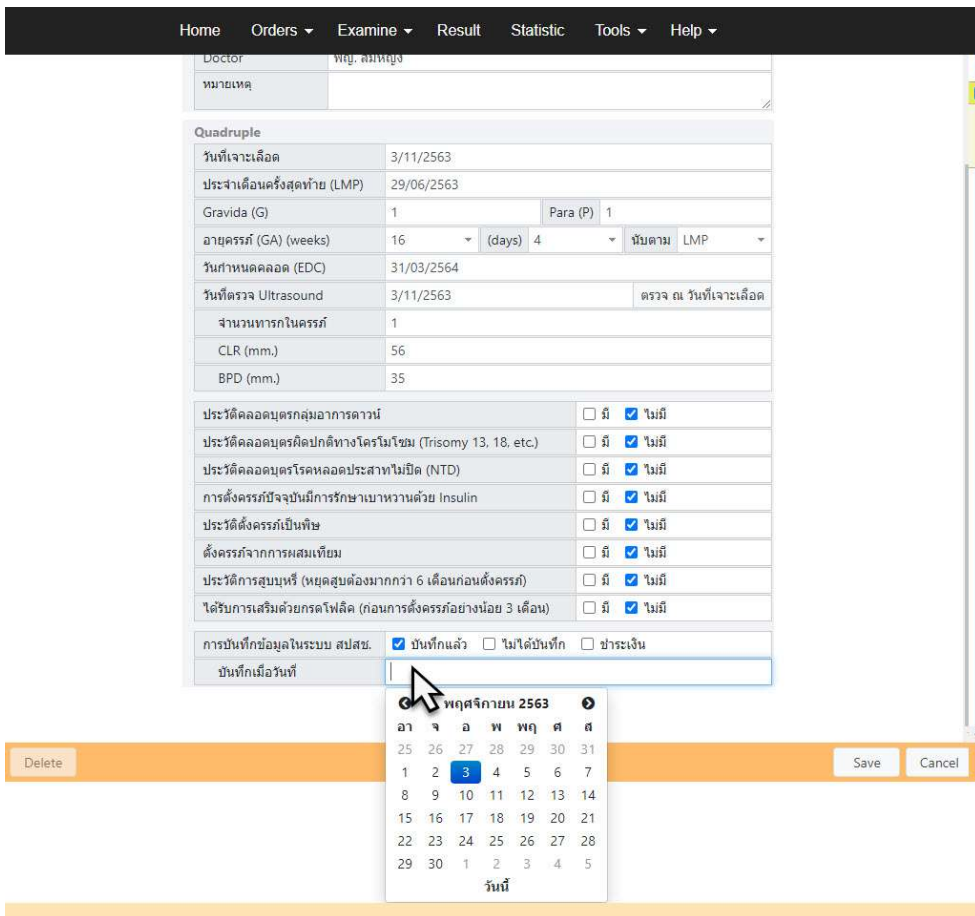 Home Orders Examine Result Statistic Tools Help
Doctor พญ. สมหญิง
หมายเหตุ
Quadruple
วันที่เจาะเลือด 3/11/2563
ประจำเดือนครั้งสุดท้าย (LMP) 29/06/2563
Gravida (G) 1 Para (P) 1
อายุครรภ์ (GA) (weeks) 16 (days) 4 นับตาม LMP
วันกำหนดคลอด (EDC) 31/03/2564
วันที่ตรวจ Ultrasound 3/11/2563 ตรวจ ณ วันที่เจาะเลือด
จำนวนทารกในครรภ์ 1
CLR (mm.) 56
BPD (mm.) 35
ประวัติคลอดบุตรกลุ่มอาการดาวน์ มี ไม่มี
ประวัติคลอดบุตรผิดปกติทางโครโมโซม (Trisomy 13, 18, etc.) มี ไม่มี
ประวัติคลอดบุตรโรคหลอดประสาทไม่ปิด (NTD) มี ไม่มี
การตั้งครรภ์ปัจจุบันมีการรักษาเบาหวานด้วย Insulin มี ไม่มี
ประวัติตั้งครรภ์เป็นพิษ มี ไม่มี
ตั้งครรภ์จากการผสมเทียม มี ไม่มี
ประวัติการสูบบุหรี่ (หยุดสูบต้องมากกว่า 6 เดือนก่อนตั้งครรภ์) มี ไม่มี
ได้รับการเสริมด้วยกรดโฟลิค (ก่อนการตั้งครรภ์อย่างน้อย 3 เดือน) มี ไม่มี
การบันทึกข้อมูลในระบบ สปสช. บันทึกแล้ว ไม่ได้บันทึก ชำระเงิน
บันทึกเมื่อวันที่
พฤศจิกายน 2563
อา จ อ พ พฤ ศ ส
25 26 27 28 29 30 31
Delete Save Cancel
1 2 3 4 5 6 7
8 9 10 11 12 13 14
15 16 17 18 19 20 21
22 23 24 25 26 27 28
29 30 1 2 3 4 5
วันนี้